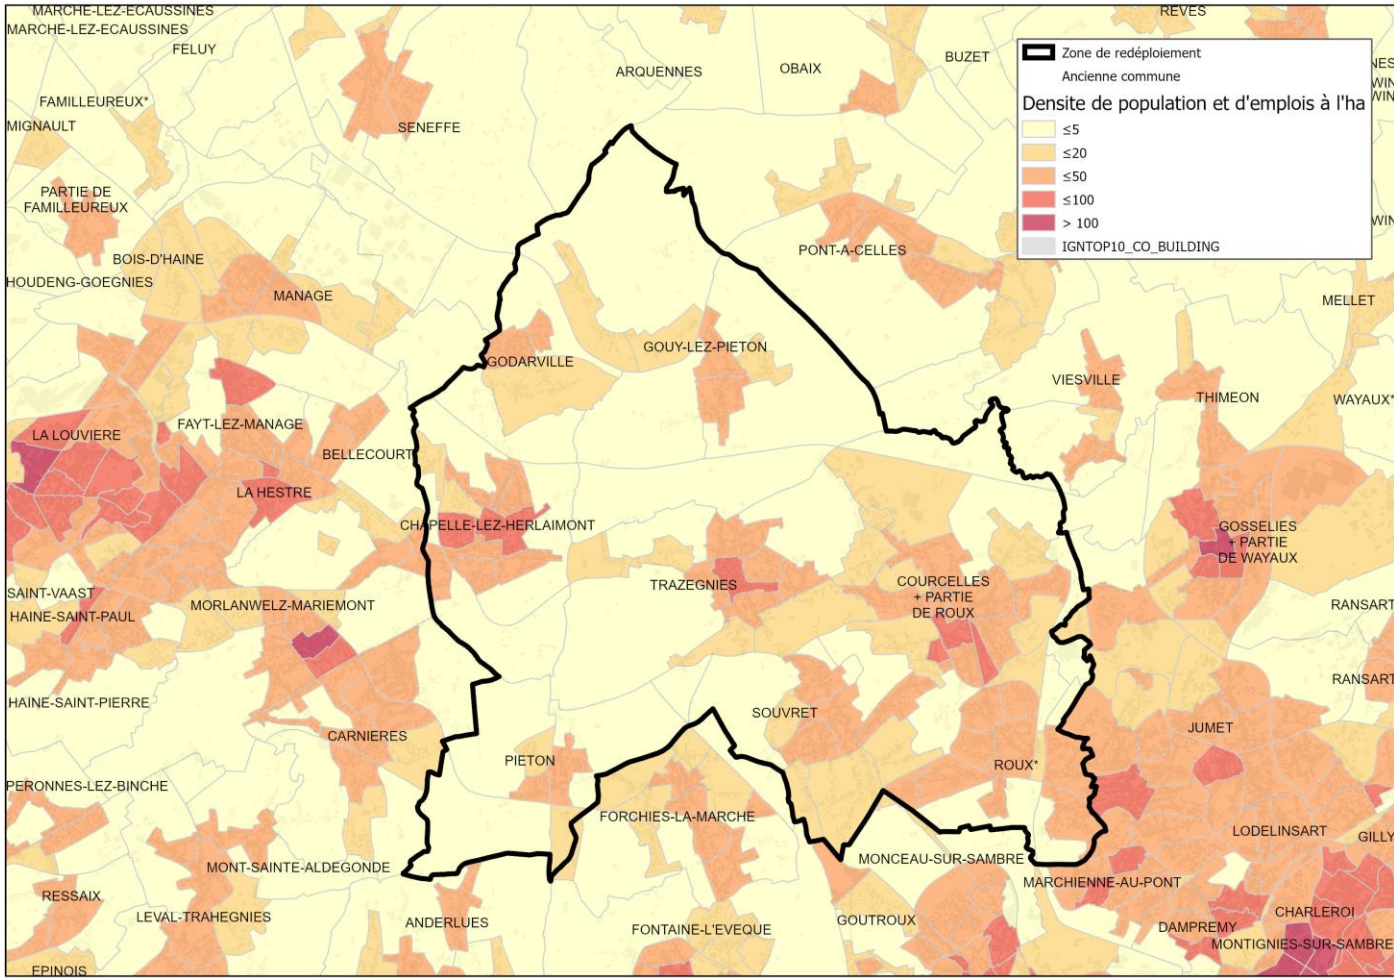 MARCHE-LEZ-ECAUSSINES
MARCHE-LEZ-ECAUSSINES
FELUY
REVES
ARQUENNES
OBAIX
BUZET
Zone de redéploiement
Ancienne commune
Densite de population et d'emplois à l'ha
≤5
≤20
≤50
≤100
> 100
IGNTOP10_CO_BUILDING
NES
WIN
WIN
WIN
FAMILLEUREUX*
MIGNAULT
SENEFFE
PARTIE DE
FAMILLEUREUX
BOIS-D'HAINE
HOUDENG-GOEGNIES
MANAGE
PONT-A-CELLES
MELLET
GODARVILLE
GOUY-LEZ-PIETON
VIESVILLE
THIMEON
WAYAUX*
LA LOUVIERE
FAYT-LEZ-MANAGE
BELLECOURT
LA HESTRE
CHAPELLE-LEZ-HERLAIMONT
GOSSELIES
+ PARTIE
DE WAYAUX
TRAZEGNIES
COURCELLES
+ PARTIE
DE ROUX
SAINT-VAAST
HAINE-SAINT-PAUL
MORLANWELZ-MARIEMONT
RANSART
RANSART
HAINE-SAINT-PIERRE
CARNIERES
SOUVRET
JUMET
PIETON
ROUX*
PERONNES-LEZ-BINCHE
FORCHIES-LA-MARCHE
LODELINSART
GILLY
MONT-SAINTE-ALDEGONDE
MONCEAU-SUR-SAMBRE
MARCHIENNE-AU-PONT
RESSAIX
LEVAL-TRAHEGNIES
ANDERLUES
FONTAINE-L'EVEQUE
GOUTROUX
DAMPREMY
CHARLEROI
MONTIGNIES-SUR-SAMBRE
EPINOIS